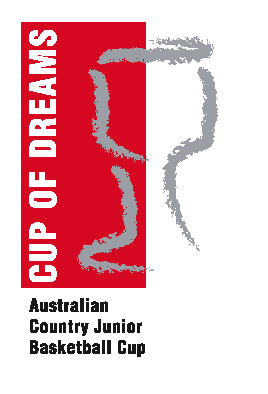 CUP OF DREAMS
Australian
Country Junior
Basketball Cup